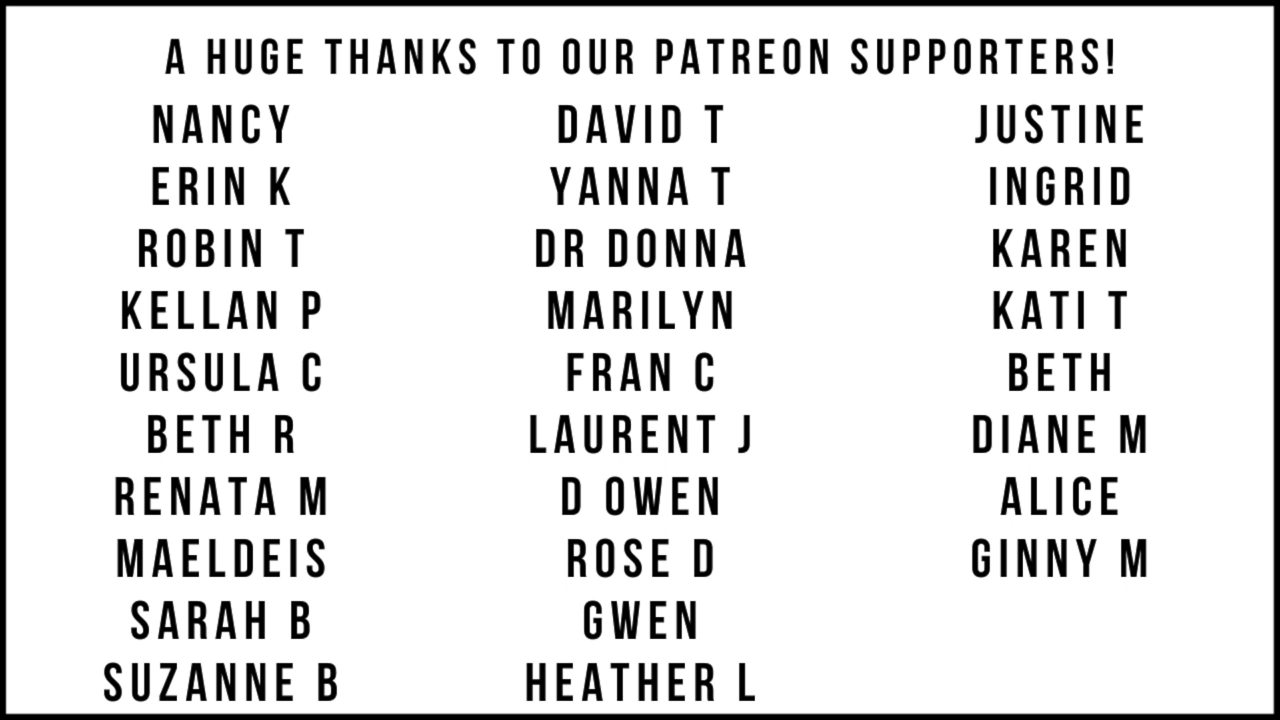 A HUGE THANKS TO OUR PATREON SUPPORTERS!
NANCY
ERIN K
ROBIN T
KELLAN P
URSULA C
BETH R
RENATA M
MAELDEIS
SARAH B
SUZANNE B
DAVID T
YANNA T
DR DONNA
MARILYN
FRAN C
LAURENT J
D OWEN
ROSE D
GWEN
HEATHER L
JUSTINE
INGRID
KAREN
KATI T
BETH
DIANE M
ALICE
GINNY M